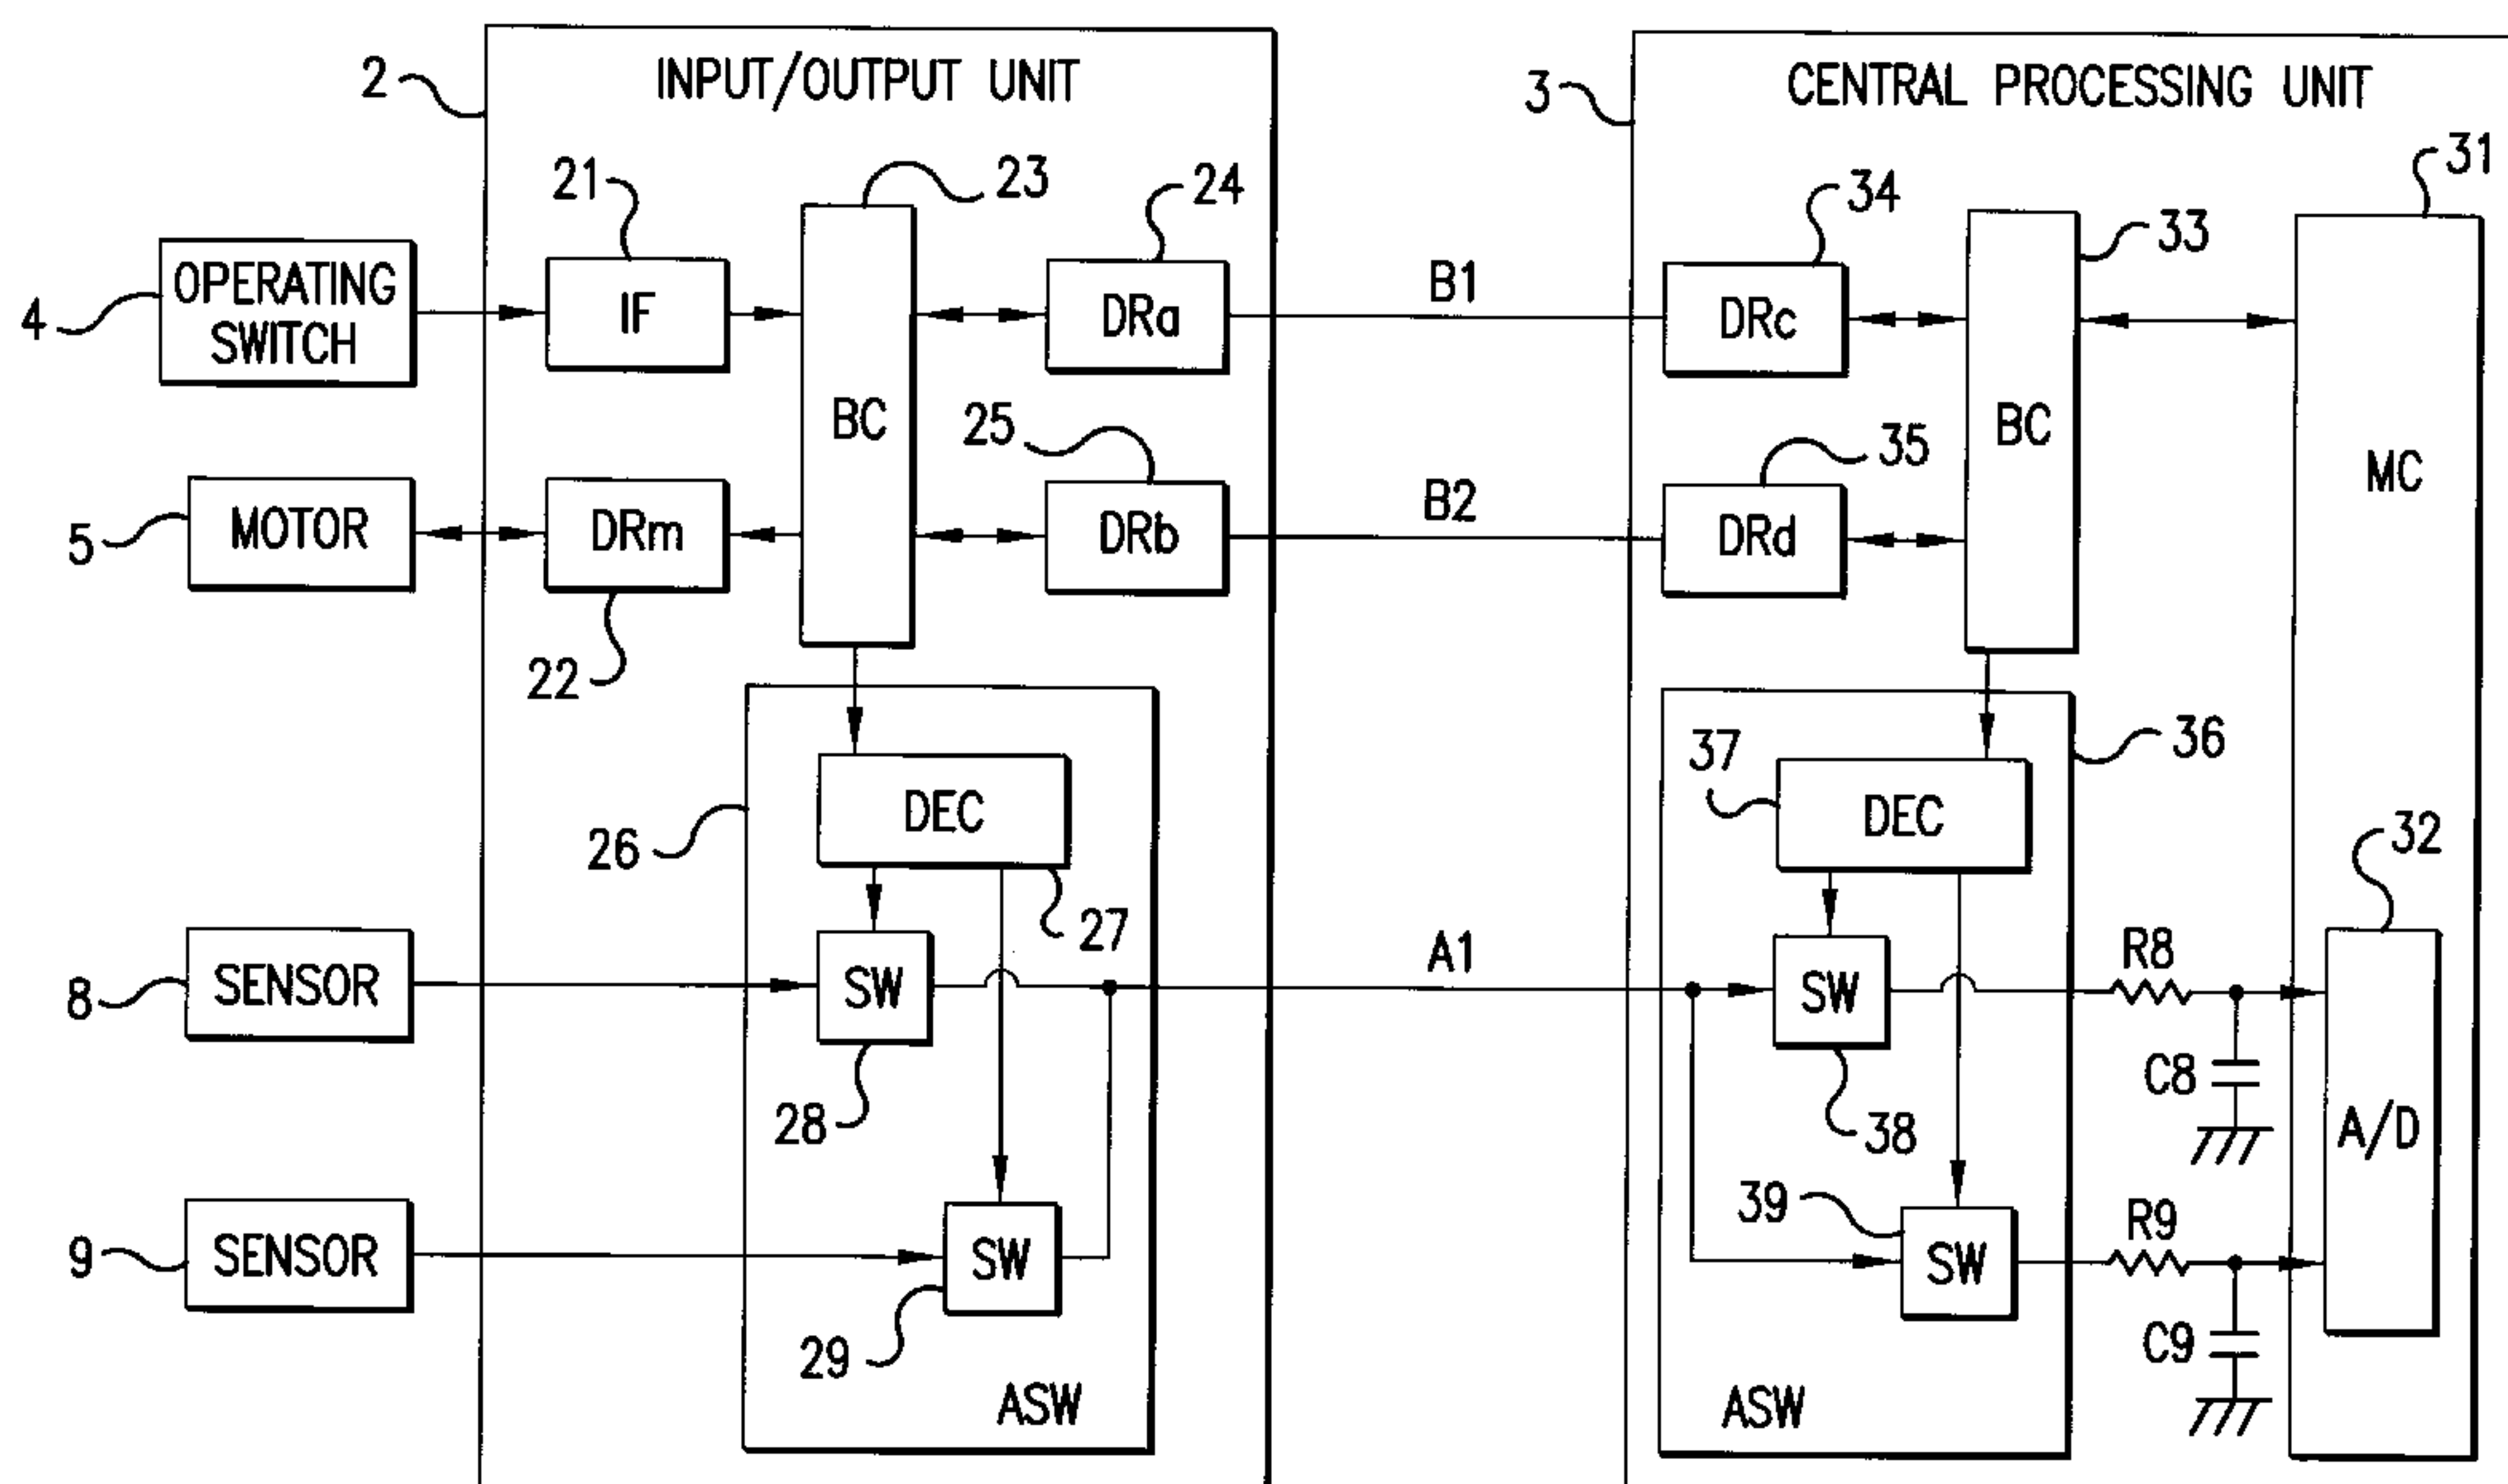 2
INPUT/OUTPUT UNIT
3
CENTRAL PROCESSING UNIT
21
23
24
34
33
31
4
OPERATING
SWITCH
IF
BC
DRa
B1
DRc
BC
MC
5
MOTOR
DRm
25
DRb
B2
35
DRd
22
26
DEC
27
37
DEC
36
32
8
SENSOR
SW
28
A1
SW
38
R8
C8
A/D
9
SENSOR
SW
29
ASW
39
SW
R9
C9
ASW